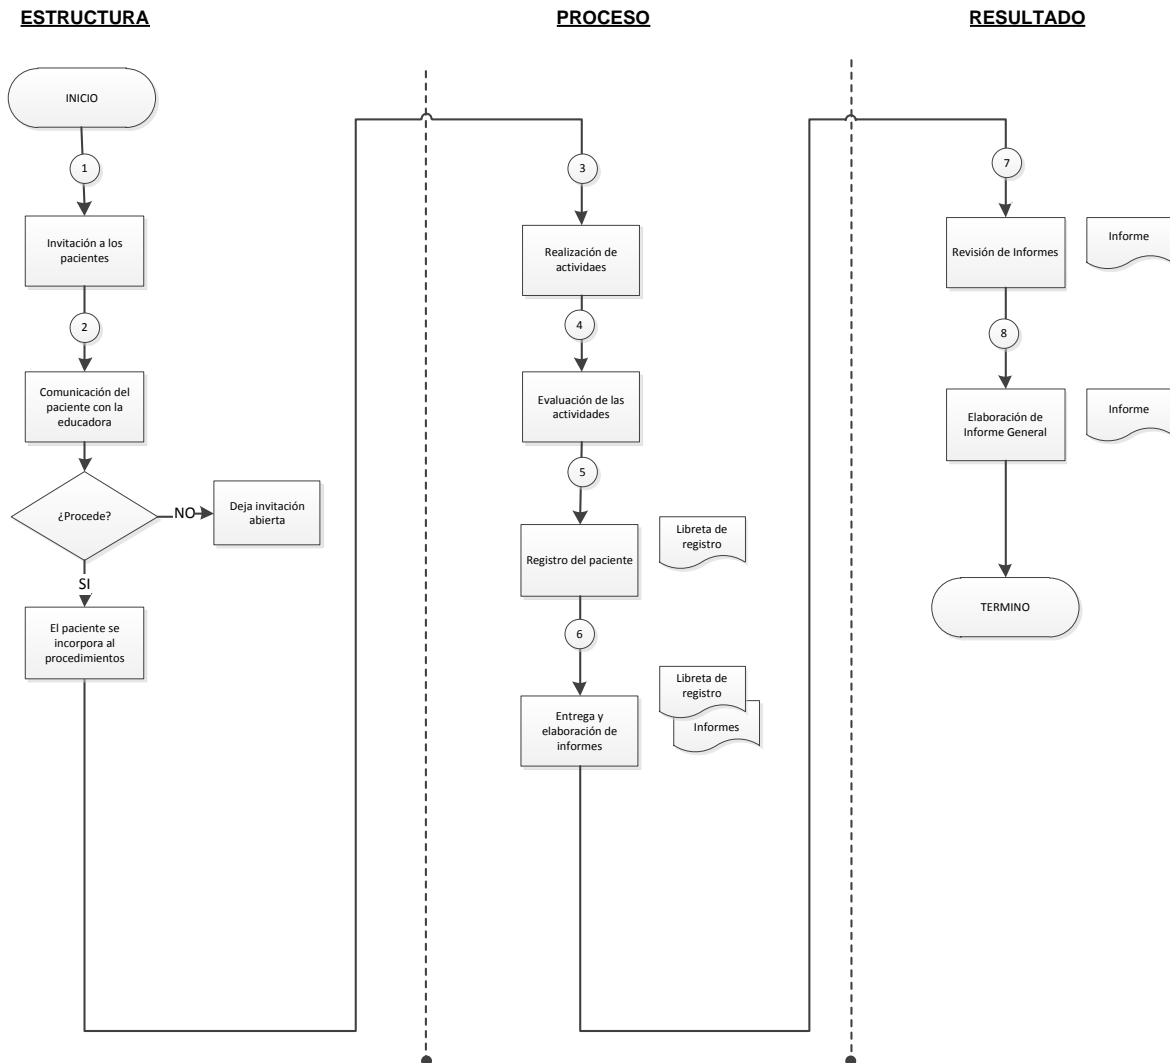 ESTRUCTURA
INICIO
1
Invitación a los
pacientes
2
Comunicación del
paciente con la
educadora
¿Procede?
NO
Deja invitación
abierta
SI
El paciente se
incorpora al
procedimientos
PROCESO
3
Realización de
actividaes
4
Evaluación de las
actividades
5
Registro del paciente
Libreta de
registro
6
Entrega y
elaboración de
informes
Libreta de
registro
Informes
RESULTADO
7
Revisión de Informes
Informe
8
Elaboración de
Informe General
Informe
TERMINO